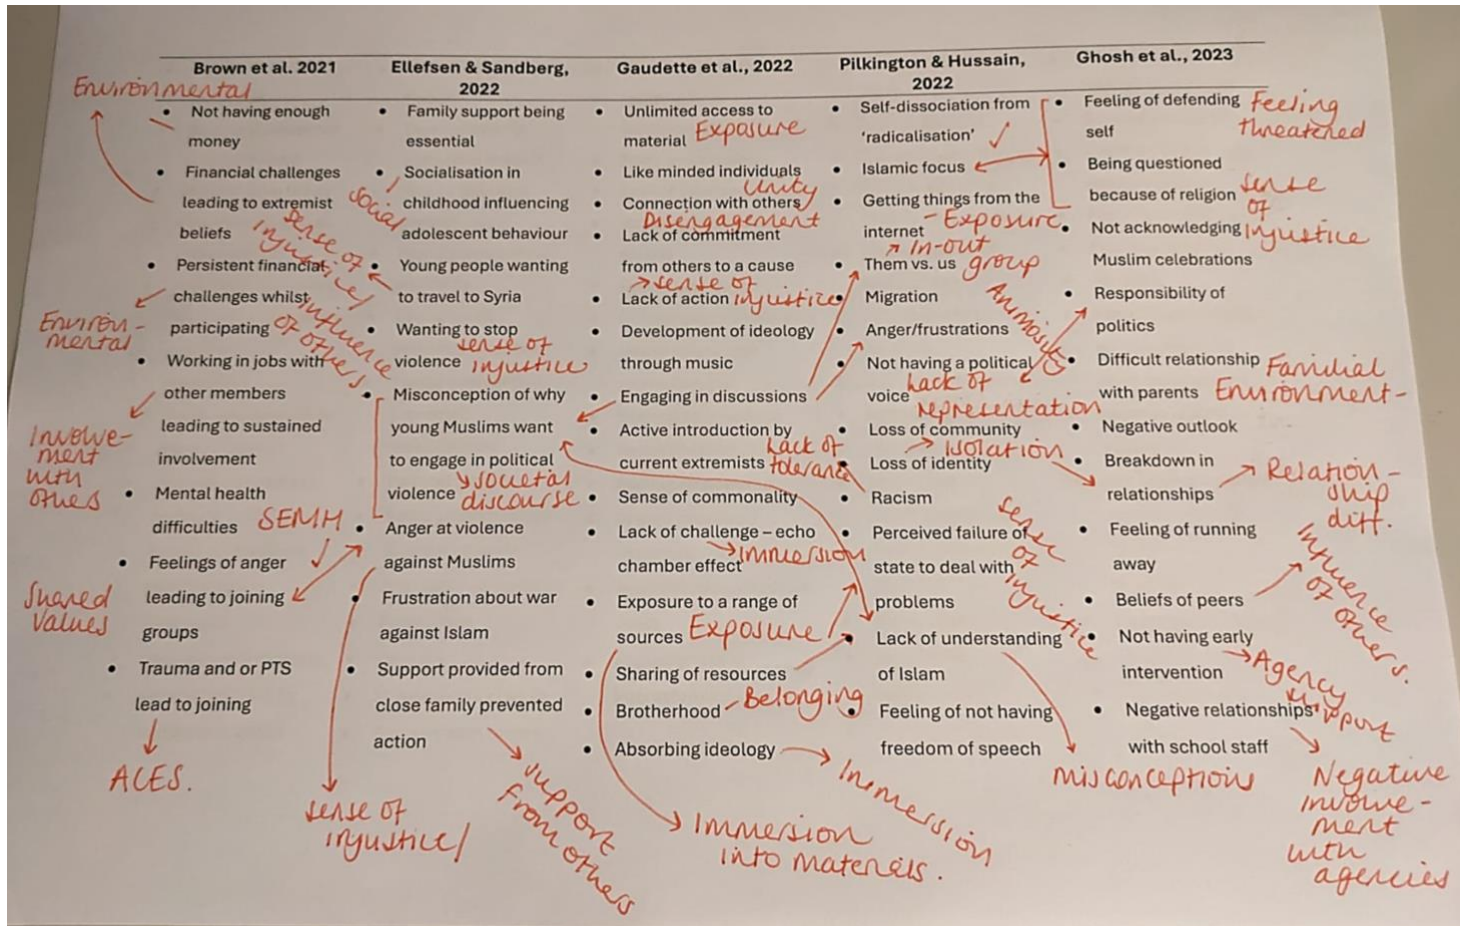 Brown et al. 2021
Environmental
Not having enough
money
Financial challenges
leading to extremist
beliefs
Persistent financial
challenges whilst
participating
Environ-
mental
Working in jobs with
other members
leading to sustained
involvement
Involve-
ment
with
others
Mental health
difficulties SEMH
Feelings of anger
leading to joining
groups
Shared
values
Trauma and or PTS
lead to joining
ACES.
Ellefsen & Sandberg,
2022
Family support being
essential
Socialisation in
childhood influencing
adolescent behaviour
social
Young people wanting
to travel to Syria
sense of
injustice/
influence
of others
Wanting to stop
violence
sense of
injustice
Misconception of why
young Muslims want
to engage in political
violence
societal
discourse
Anger at violence
against Muslims
Frustration about war
against Islam
Support provided from
close family prevented
action
sense of
injustice/
support
from others
Gaudette et al., 2022
Unlimited access to
material Exposure
Like minded individuals
Unity
Connection with others
Disengagement
Lack of commitment
from others to a cause
sense of
Lack of action injustice
Development of ideology
through music
Engaging in discussions
Active introduction by
current extremists
Lack of
tolerance
Sense of commonality
Lack of challenge – echo
chamber effect
Immersion
Exposure to a range of
sources Exposure
Sharing of resources
Brotherhood - Belonging
Absorbing ideology
Immersion
Immersion
into materials.
Pilkington & Hussain,
2022
Self-dissociation from
'radicalisation'
Islamic focus
Getting things from the
internet - Exposure
In-out
Them vs. us group
Migration
Anger/frustrations
Animosity
Not having a political
voice
Lack of
representation
Loss of community
Isolation
Loss of identity
Racism
Perceived failure of
state to deal with
problems
sense
of
injustice
Lack of understanding
of Islam
Feeling of not having
freedom of speech
misconceptions
Ghosh et al., 2023
Feeling of defending
self
Feeling
threatened
Being questioned
because of religion
Not acknowledging
Muslim celebrations
sense
of
injustice
Responsibility of
politics
Difficult relationship
with parents
Familial
Environment-
Negative outlook
Breakdown in
relationships
Relation-
ship
diff.
Feeling of running
away
Beliefs of peers
Influence
of others.
Not having early
intervention
Agency
support
Negative relationships
with school staff
Negative
involve-
ment
with
agencies